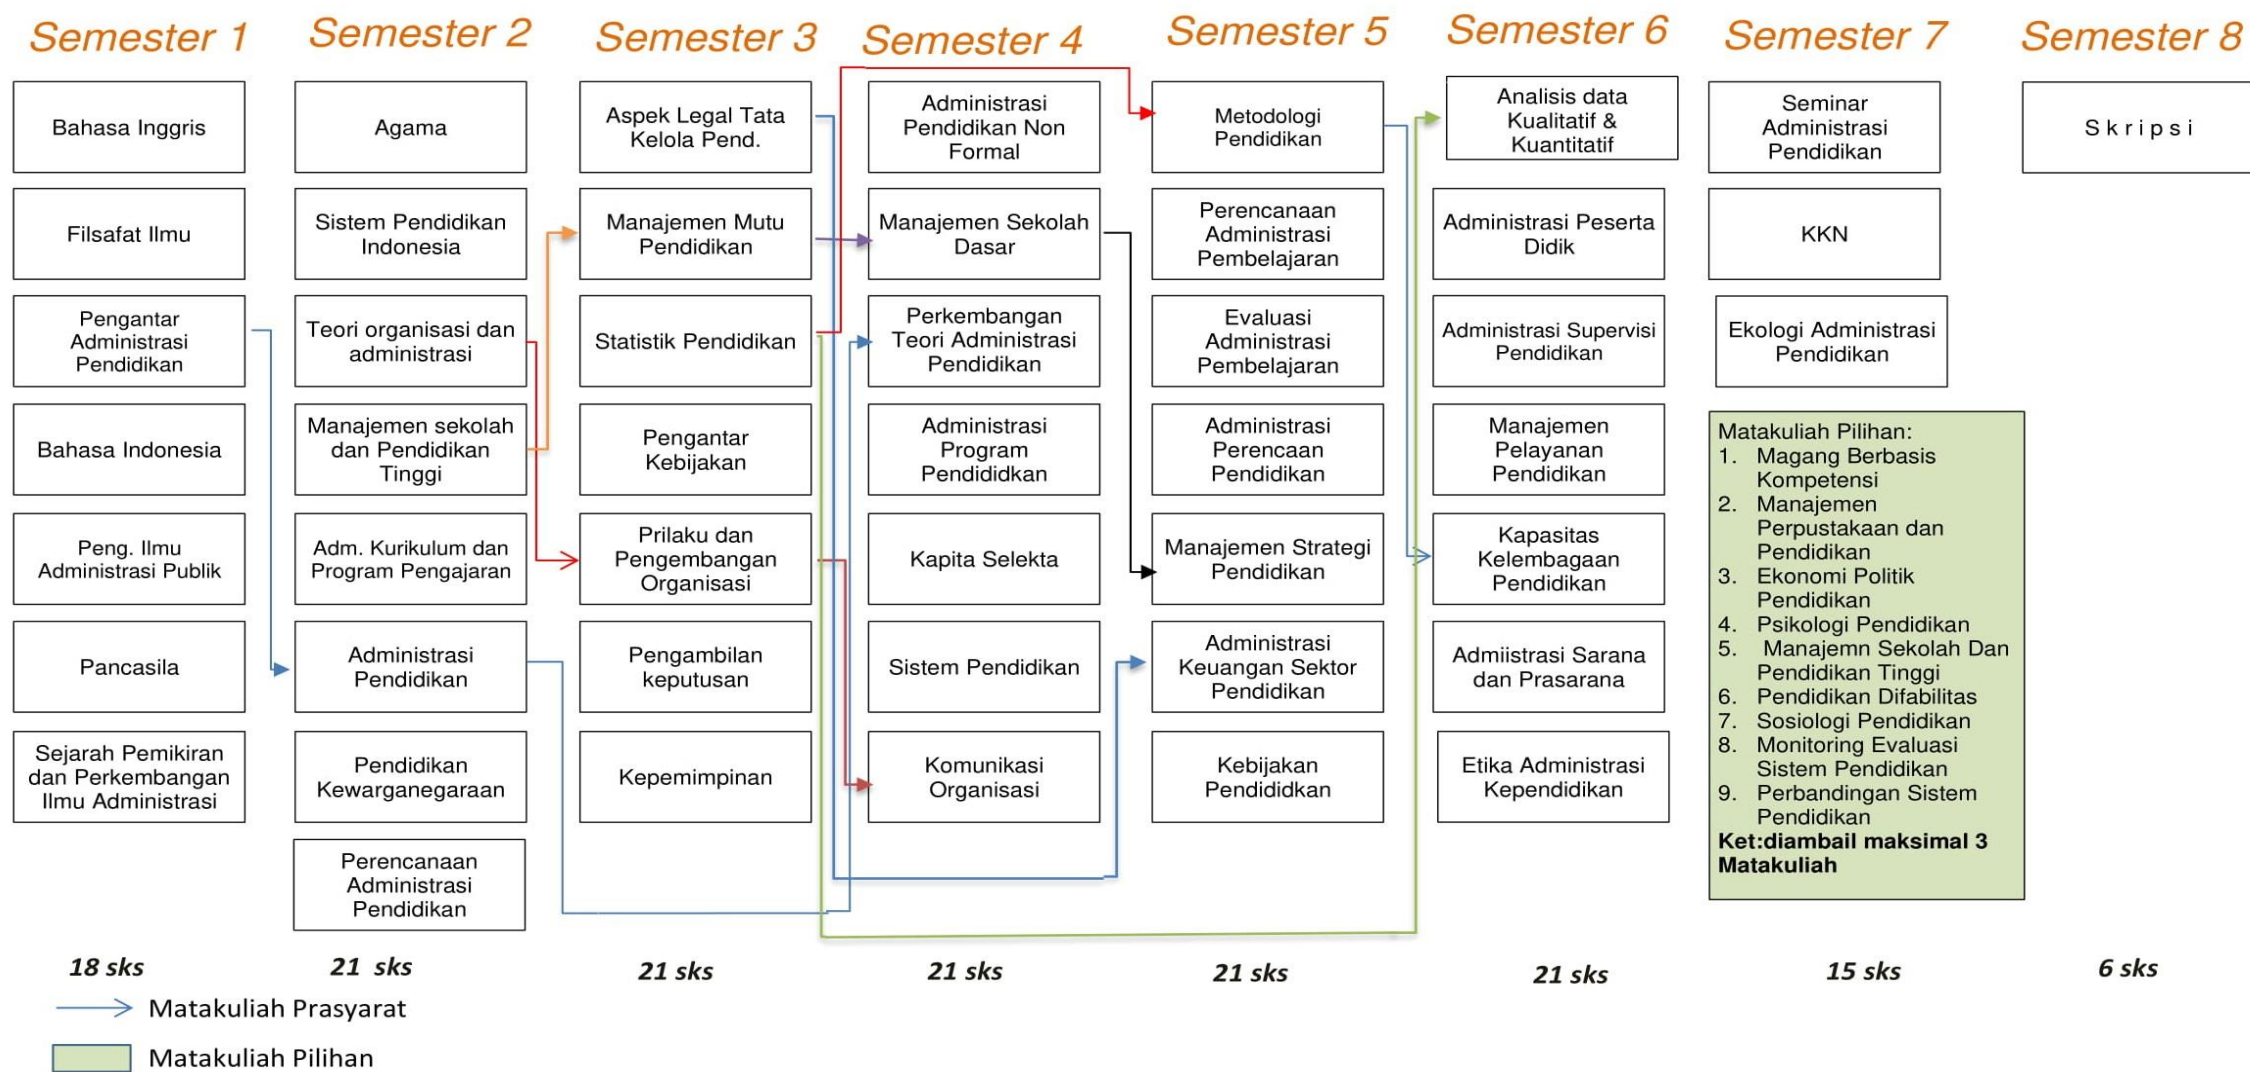 Semester 1
Semester 2
Semester 3
Semester 4
Semester 5
Semester 6
Semester 7
Semester 8
Bahasa Inggris
Filsafat Ilmu
Pengantar
Administrasi
Pendidikan
Bahasa Indonesia
Peng. Ilmu
Administrasi Publik
Pancasila
Sejarah Pemikiran
dan Perkembangan
Ilmu Administrasi
18 sks
Agama
Sistem Pendidikan
Indonesia
Teori organisasi dan
administrasi
Manajemen sekolah
dan Pendidikan
Tinggi
Adm. Kurikulum dan
Program Pengajaran
Administrasi
Pendidikan
Pendidikan
Kewarganegaraan
Perencanaan
Administrasi
Pendidikan
21 sks
Aspek Legal Tata
Kelola Pend.
Manajemen Mutu
Pendidikan
Statistik Pendidikan
Pengantar
Kebijakan
Prilaku dan
Pengembangan
Organisasi
Pengambilan
keputusan
Kepemimpinan
21 sks
Administrasi
Pendidikan Non
Formal
Manajemen Sekolah
Dasar
Perkembangan
Teori Administrasi
Pendidikan
Administrasi
Program
Pendididkan
Kapita Selekta
Sistem Pendidikan
Komunikasi
Organisasi
21 sks
Metodologi
Pendidikan
Perencanaan
Administrasi
Pembelajaran
Evaluasi
Administrasi
Pembelajaran
Administrasi
Perencaan
Pendidikan
Manajemen Strategi
Pendidikan
Administrasi
Keuangan Sektor
Pendidikan
Kebijakan
Pendididkan
21 sks
Analisis data
Kualitatif &
Kuantitatif
Administrasi Peserta
Didik
Administrasi Supervisi
Pendidikan
Manajemen
Pelayanan
Pendidikan
Kapasitas
Kelembagaan
Pendidikan
Admiistrasi Sarana
dan Prasarana
Etika Administrasi
Kependidikan
21 sks
Seminar
Administrasi
Pendidikan
KKN
Ekologi Administrasi
Pendidikan
Matakuliah Pilihan:
1. Magang Berbasis
Kompetensi
2. Manajemen
Perpustakaan dan
Pendidikan
3. Ekonomi Politik
Pendidikan
4. Psikologi Pendidikan
5. Manajemn Sekolah Dan
Pendidikan Tinggi
6. Pendidikan Difabilitas
7. Sosiologi Pendidikan
8. Monitoring Evaluasi
Sistem Pendidikan
9. Perbandingan Sistem
Pendidikan
Ket:diambail maksimal 3
Matakuliah
15 sks
S k r i p s i
6 sks
Matakuliah Prasyarat
Matakuliah Pilihan